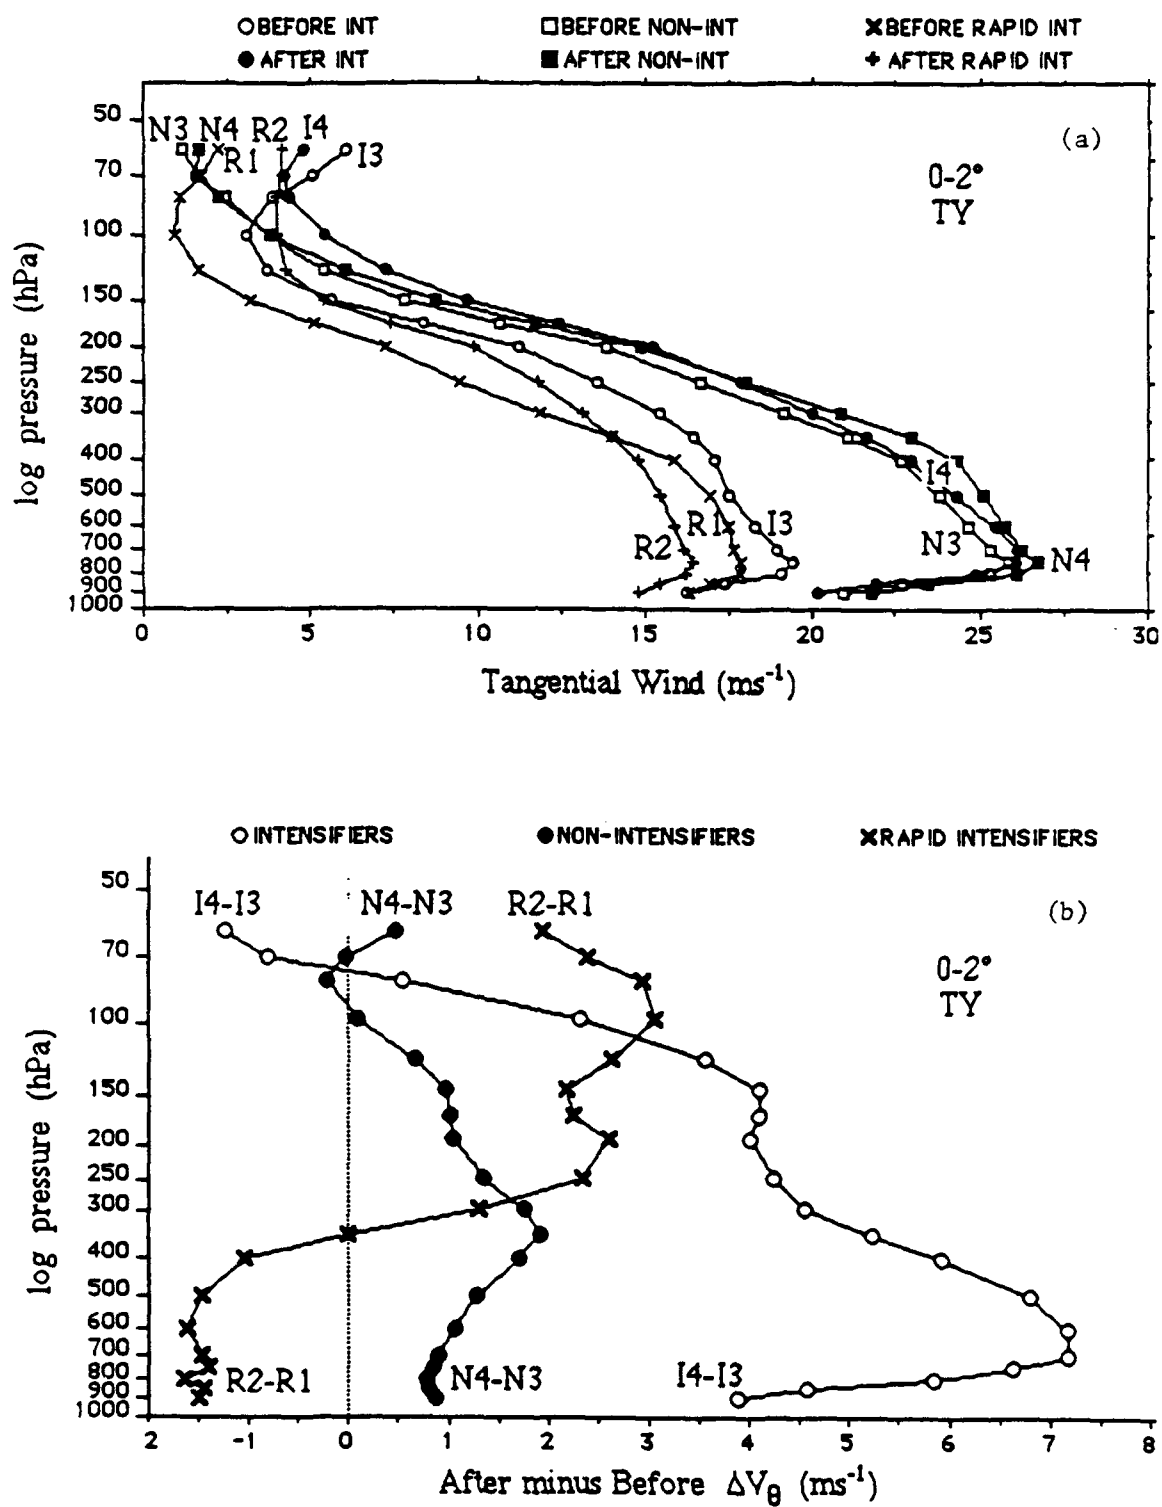 BEFORE INT BEFORE NON-INT BEFORE RAPID INT
AFTER INT AFTER NON-INT AFTER RAPID INT
50
70
100
150
200
250
300
400
500
600
700
800
900
1000
log pressure (hPa)
N3 N4 R2 I4
R1 I3
(a)
0-2°
TY
I4
R1 I3
R2 N3
N4
0 5 10 15 20 25 30
Tangential Wind (ms⁻¹)
INTENSIFIERS NON-INTENSIFIERS RAPID INTENSIFIERS
50
70
100
150
200
250
300
400
500
600
700
800
900
1000
log pressure (hPa)
I4-I3 N4-N3 R2-R1
(b)
0-2°
TY
R2-R1 N4-N3 I4-I3
2 -1 0 1 2 3 4 5 6 7 8
After minus Before ΔVθ (ms⁻¹)